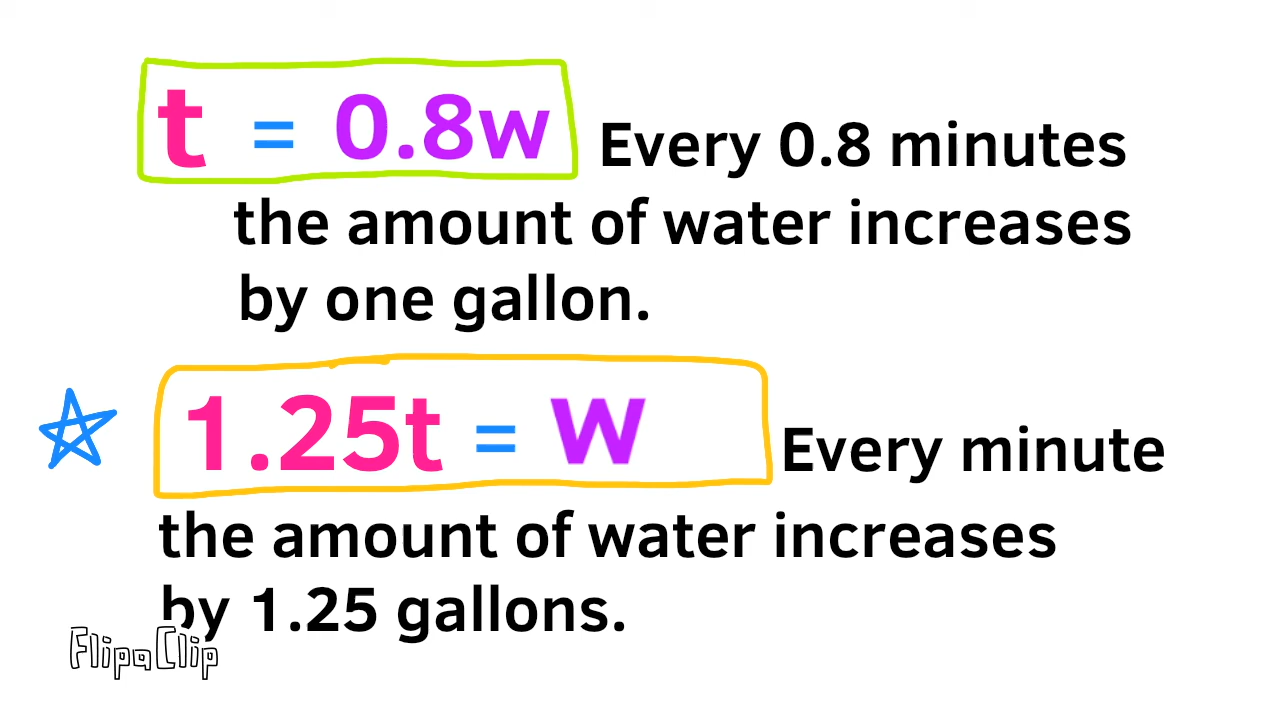 t = 0.8w Every 0.8 minutes
the amount of water increases
by one gallon.
1.25t = w Every minute
the amount of water increases
by 1.25 gallons.
FlipaClip